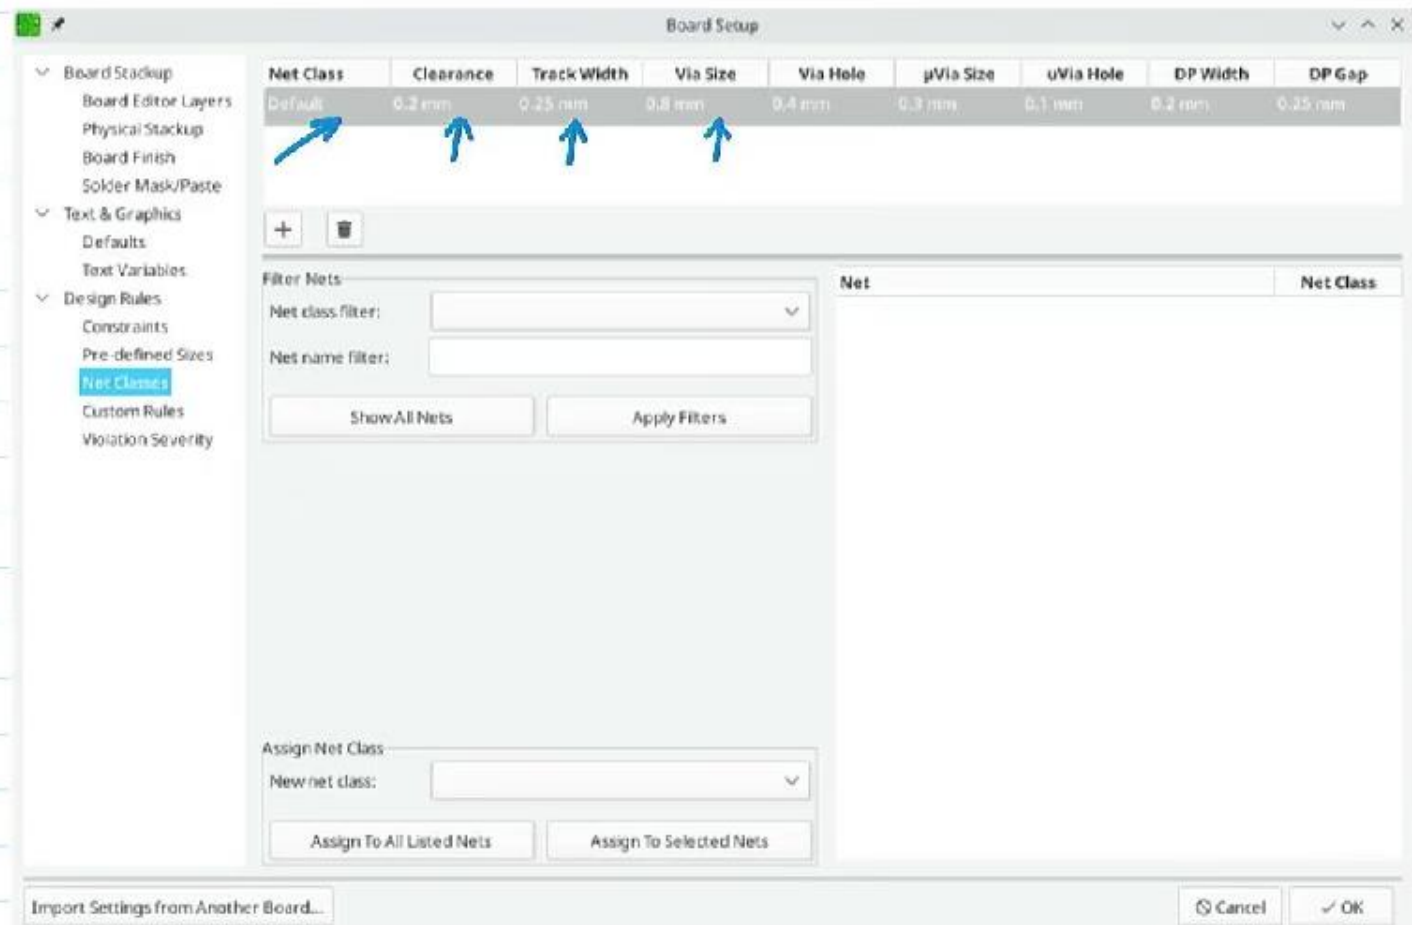 Board Setup
Board Stackup
Board Editor Layers
Physical Stackup
Board Finish
Solder Mask/Paste
Text & Graphics
Defaults
Text Variables
Design Rules
Constraints
Pre-defined Sizes
Net Classes
Custom Rules
Violation Severity
Net Class Clearance Track Width Via Size Via Hole µVia Size uVia Hole DP Width DP Gap
Default 0.2 mm 0.25 mm 0.8 mm 0.4 mm 0.3 mm 0.1 mm 0.2 mm 0.25 mm
Filter Nets
Net class filter:
Net name filter:
Show All Nets Apply Filters
Net Net Class
Assign Net Class
New net class:
Assign To All Listed Nets Assign To Selected Nets
Import Settings from Another Board... Cancel OK